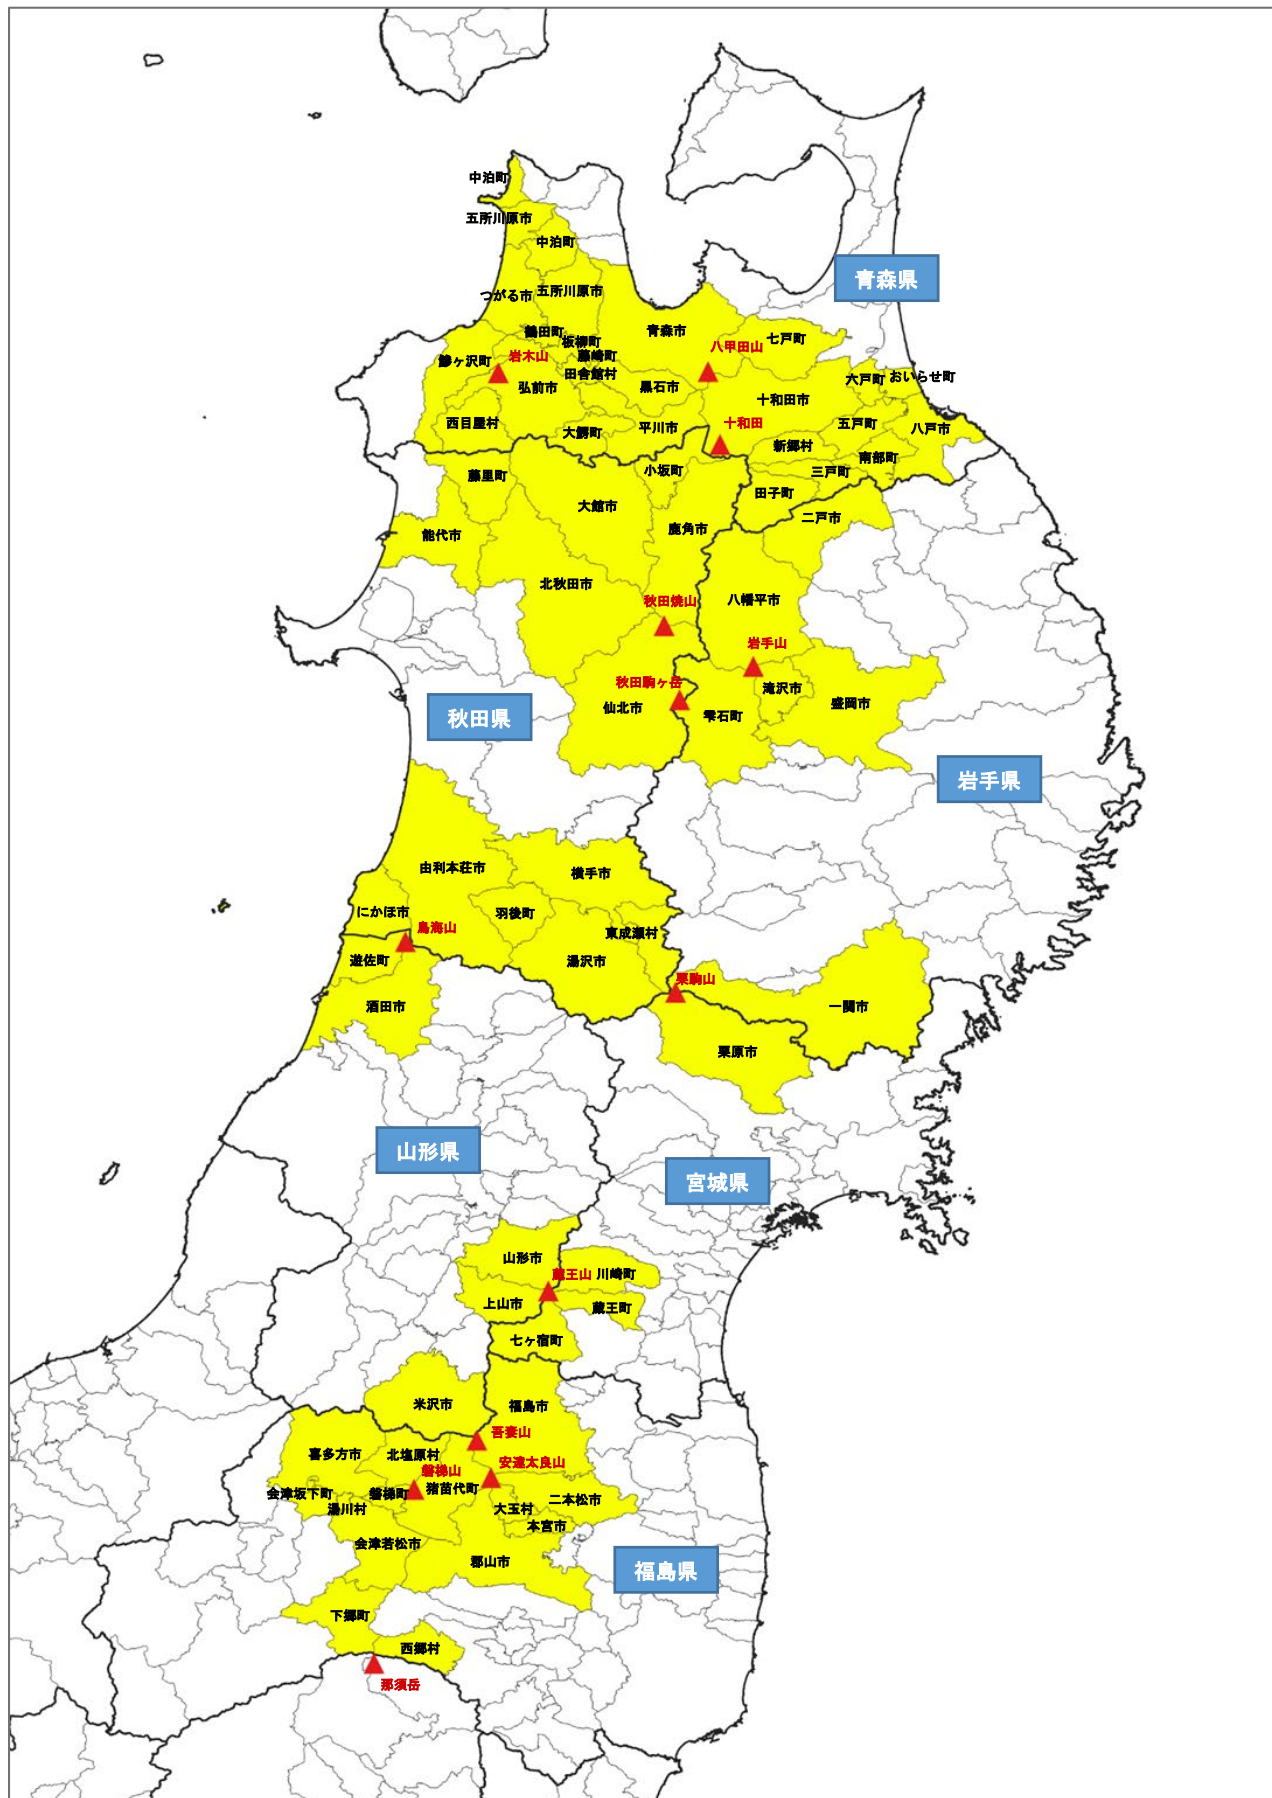 中泊町
五所川原市
中泊町
青森県
つがる市
五所川原市
鶴田町
板柳町
青森市
七戸町
八甲田山
鰺ヶ沢町
岩木山
藤崎町
田舎館村
弘前市
黒石市
六戸町
おいらせ町
十和田市
西目屋村
大鰐町
平川市
十和田
五戸町
八戸市
新郷村
南部町
三戸町
藤里町
小坂町
田子町
大館市
二戸市
能代市
鹿角市
北秋田市
八幡平市
秋田焼山
岩手山
秋田駒ヶ岳
滝沢市
仙北市
雫石町
盛岡市
秋田県
岩手県
由利本荘市
横手市
にかほ市
羽後町
鳥海山
東成瀬村
遊佐町
湯沢市
栗駒山
酒田市
一関市
栗原市
山形県
宮城県
山形市
蔵王山
川崎町
上山市
蔵王町
七ヶ宿町
米沢市
福島市
吾妻山
喜多方市
北塩原村
安達太良山
磐梯山
会津坂下町
磐梯町
猪苗代町
湯川村
大玉村
二本松市
本宮市
会津若松市
郡山市
福島県
下郷町
西郷村
那須岳